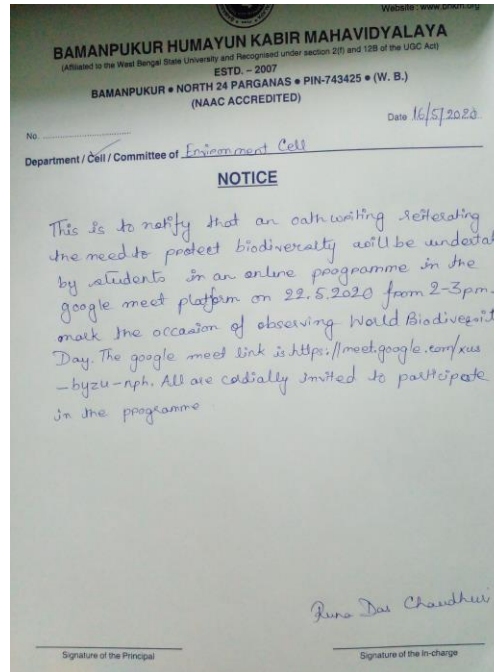 Website : www.bhkm.org
BAMANPUKUR HUMAYUN KABIR MAHAVIDYALAYA
(Affiliated to the West Bengal State University and Recognised under section 2(f) and 12B of the UGC Act)
ESTD. – 2007
BAMANPUKUR ● NORTH 24 PARGANAS ● PIN-743425 ● (W. B.)
(NAAC ACCREDITED)
No. ........................... Date 16/5/2020
Department / Cell / Committee of Environment Cell
NOTICE
This is to notify that an oath writing reiterating
the need to protect biodiversity will be undertak
by students in an online programme in the
google meet platform on 22.5.2020 from 2-3pm.
mark the occasion of observing World Biodiversit
Day. The google meet link is https://meet.google.com/xus
-byzu-nph. All are cordially invited to participate
in the programme
Runa Das Chaudhuri
Signature of the Principal Signature of the In-charge